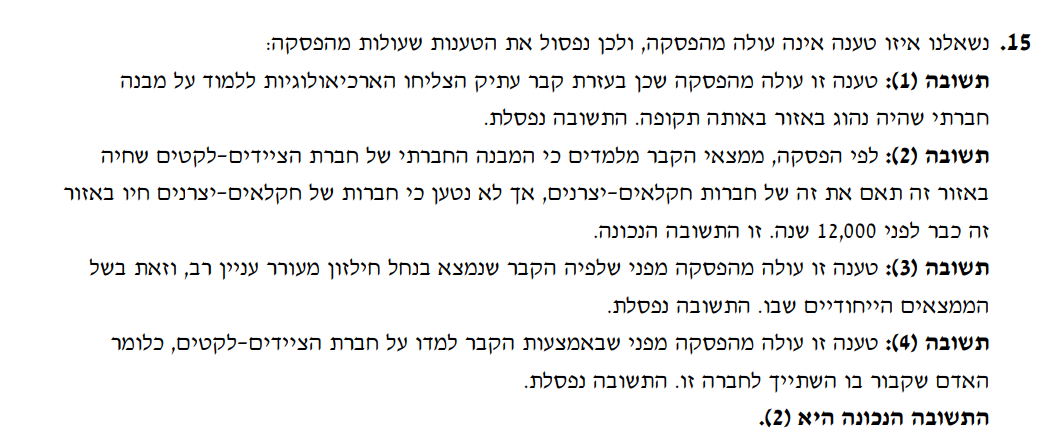 15. נשאלנו איזו טענה אינה עולה מהפסקה, ולכן נפסול את הטענות שעולות מהפסקה:
תשובה (1): טענה זו עולה מהפסקה שכן בעזרת קבר עתיק הצליחו הארכיאולוגיות ללמוד על מבנה
חברתי שהיה נהוג באזור באותה תקופה. התשובה נפסלת.
תשובה (2): לפי הפסקה, ממצאי הקבר מלמדים כי המבנה החברתי של חברת הציידים-לקטים שחיה
באזור זה תאם את זה של חברות חקלאים-יצרנים, אך לא נטען כי חברות של חקלאים-יצרנים חיו באזור
זה כבר לפני 12,000 שנה. זו התשובה הנכונה.
תשובה (3): טענה זו עולה מהפסקה מפני שלפיה הקבר שנמצא בנחל חילזון מעורר עניין רב, וזאת בשל
הממצאים הייחודיים שבו. התשובה נפסלת.
תשובה (4): טענה זו עולה מהפסקה מפני שבאמצעות הקבר למדו על חברת הציידים-לקטים, כלומר
האדם שקבור בו השתייך לחברה זו. התשובה נפסלת.
התשובה הנכונה היא (2).